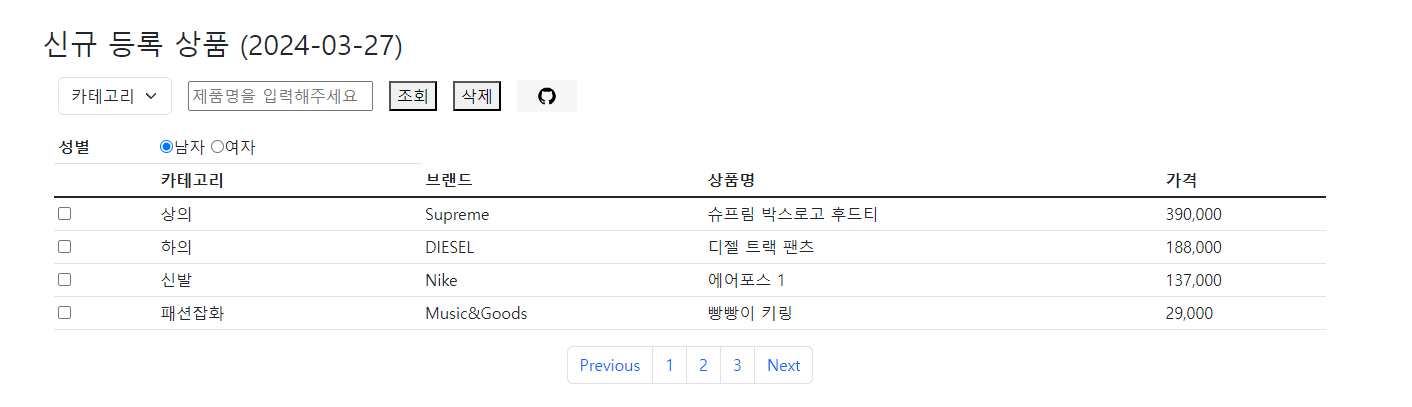 신규 등록 상품 (2024-03-27)
카테고리 제품명을 입력해주세요 조회 삭제
성별 남자 여자
카테고리 브랜드 상품명 가격
상의 Supreme 슈프림 박스로고 후드티 390,000
하의 DIESEL 디젤 트랙 팬츠 188,000
신발 Nike 에어포스 1 137,000
패션잡화 Music&Goods 빵빵이 키링 29,000
Previous 1 2 3 Next